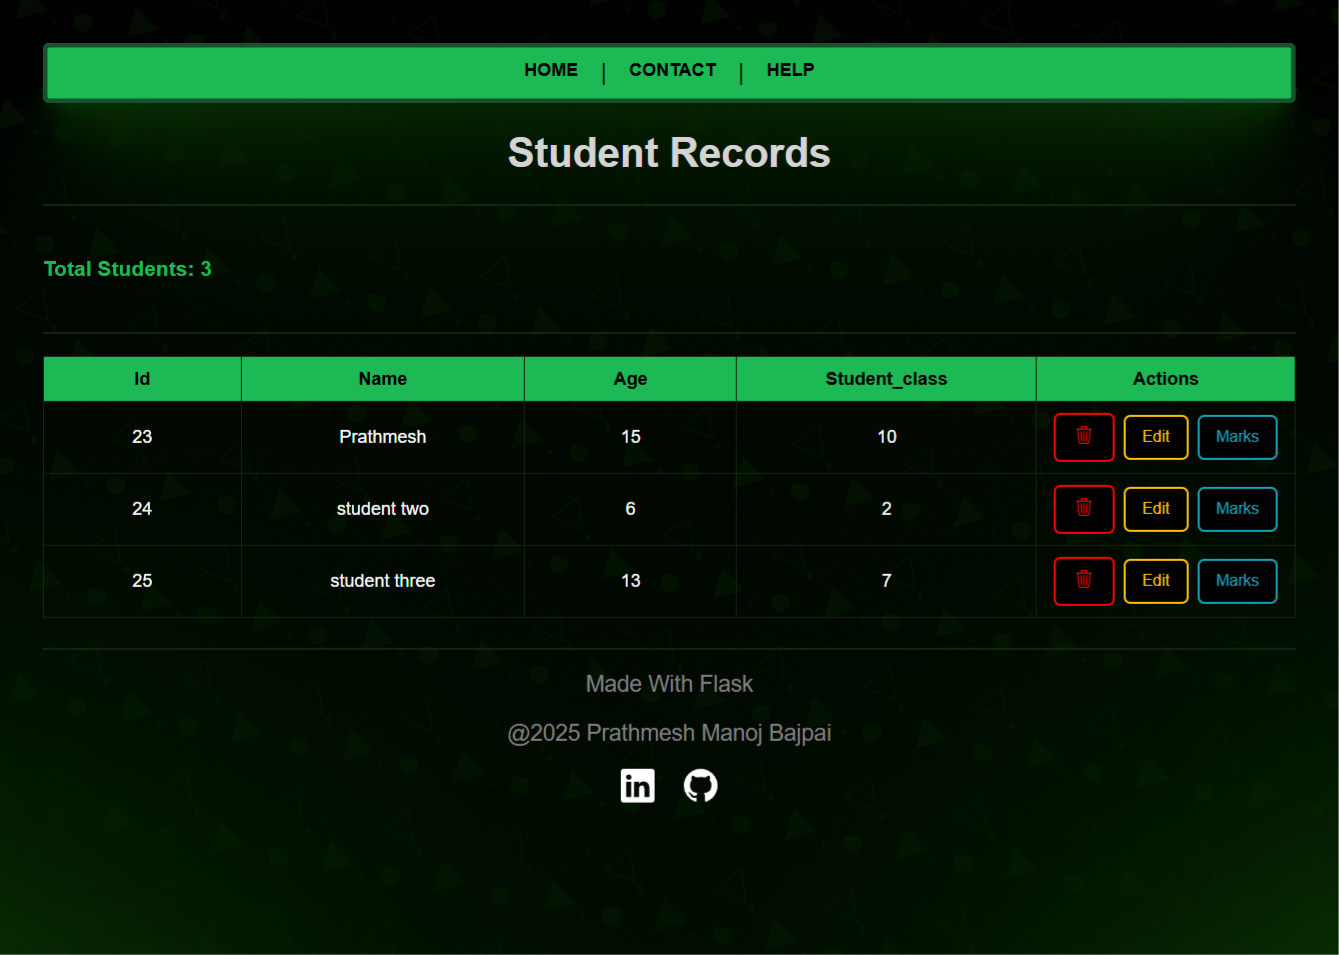 HOME | CONTACT | HELP
Student Records
Total Students: 3
Id Name Age Student_class Actions
23 Prathmesh 15 10 Edit Marks
24 student two 6 2 Edit Marks
25 student three 13 7 Edit Marks
Made With Flask
@2025 Prathmesh Manoj Bajpai
in